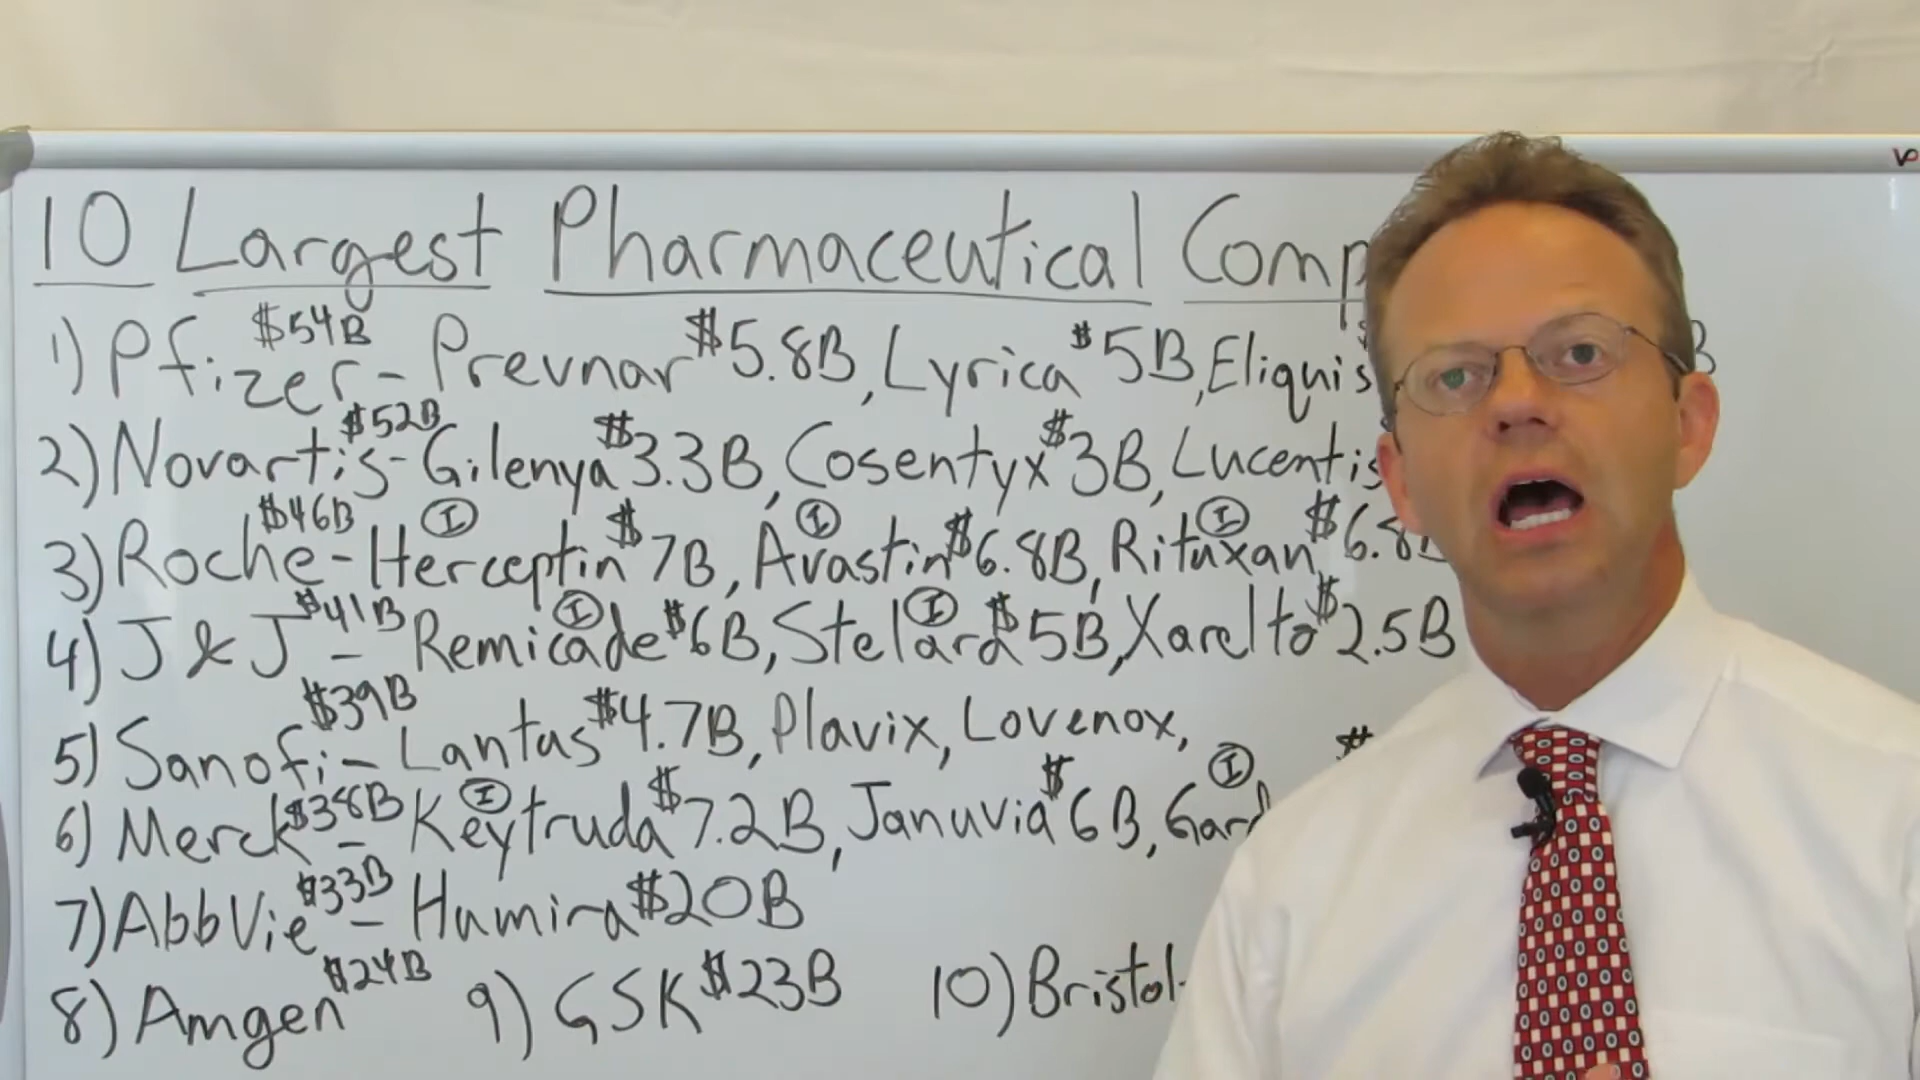 10 Largest Pharmaceutical Comp
1) Pfizer $54B - Prevnar $5.8B, Lyrica $5B, Eliquis B
2) Novartis $52B - Gilenya $3.3B, Cosentyx $3B, Lucentis
3) Roche $46B - Herceptin Ⓘ $7B, Avastin Ⓘ $6.8B, Rituxan Ⓘ $6.8B
4) J & J $41B - Remicade Ⓘ $6B, Stelara Ⓘ $5B, Xarelto $2.5B
5) Sanofi $39B - Lantus $4.7B, Plavix, Lovenox,
6) Merck $38B - Keytruda Ⓘ $7.2B, Januvia $6B, Gard Ⓘ $
7) AbbVie $33B - Humira $20B
8) Amgen $24B 9) GSK $23B 10) Bristol-